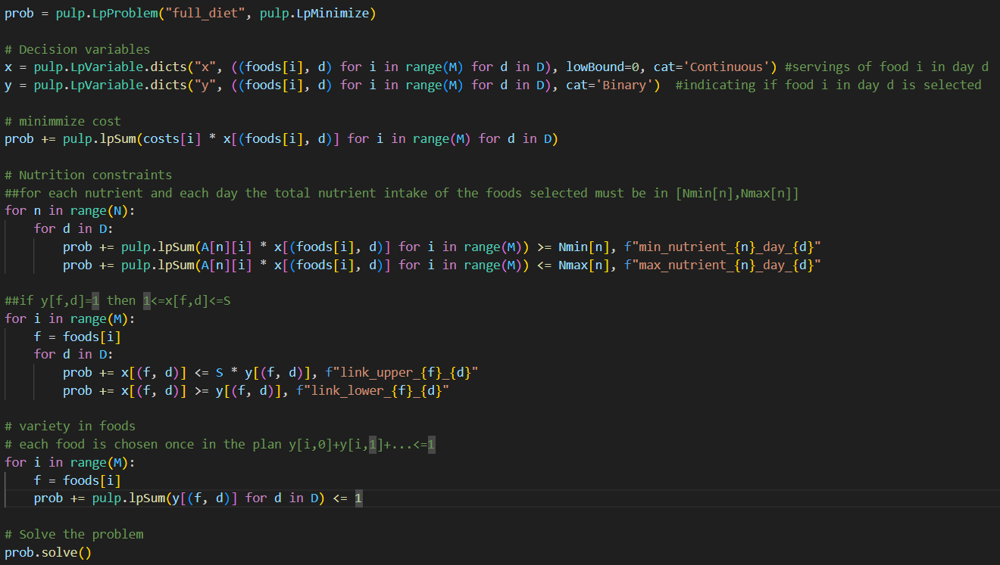 prob = pulp.LpProblem("full_diet", pulp.LpMinimize)

# Decision variables
x = pulp.LpVariable.dicts("x", ((foods[i], d) for i in range(M) for d in D), lowBound=0, cat='Continuous') #servings of food i in day d
y = pulp.LpVariable.dicts("y", ((foods[i], d) for i in range(M) for d in D), cat='Binary')  #indicating if food i in day d is selected

# minimmize cost
prob += pulp.lpSum(costs[i] * x[(foods[i], d)] for i in range(M) for d in D)

# Nutrition constraints
##for each nutrient and each day the total nutrient intake of the foods selected must be in [Nmin[n],Nmax[n]]
for n in range(N):
    for d in D:
        prob += pulp.lpSum(A[n][i] * x[(foods[i], d)] for i in range(M)) >= Nmin[n], f"min_nutrient_{n}_day_{d}"
        prob += pulp.lpSum(A[n][i] * x[(foods[i], d)] for i in range(M)) <= Nmax[n], f"max_nutrient_{n}_day_{d}"

##if y[f,d]=1 then 1<=x[f,d]<=S
for i in range(M):
    f = foods[i]
    for d in D:
        prob += x[(f, d)] <= S * y[(f, d)], f"link_upper_{f}_{d}"
        prob += x[(f, d)] >= y[(f, d)], f"link_lower_{f}_{d}"

# variety in foods
# each food is chosen once in the plan y[i,0]+y[i,1]+...<=1
for i in range(M):
    f = foods[i]
    prob += pulp.lpSum(y[(f, d)] for d in D) <= 1

# Solve the problem
prob.solve()